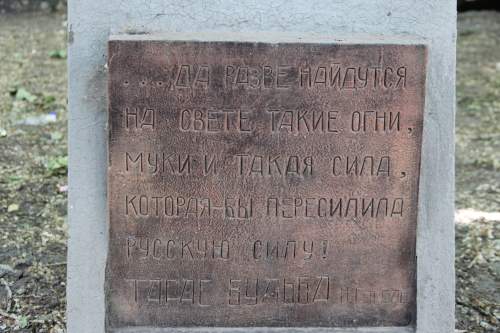 ...ДА РАЗВЕ НАЙДУТСЯ
НА СВЕТЕ ТАКИЕ ОГНИ,
МУКИ И ТАКАЯ СИЛА,
КОТОРАЯ-БЫ ПЕРЕСИЛИЛА
РУССКУЮ СИЛУ!
ТАРАС БУЛЬБА